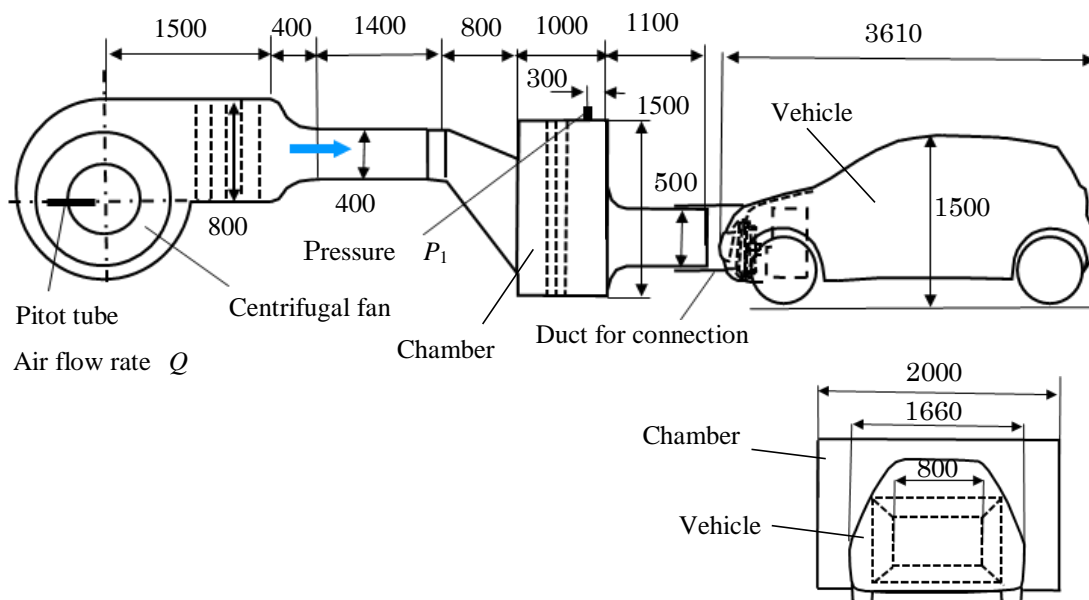 1500
400
1400
800
1000
1100
3610
300
1500
Vehicle
800
400
500
1500
Pressure P1
Pitot tube
Centrifugal fan
Chamber
Duct for connection
Air flow rate Q
2000
1660
Chamber
800
Vehicle